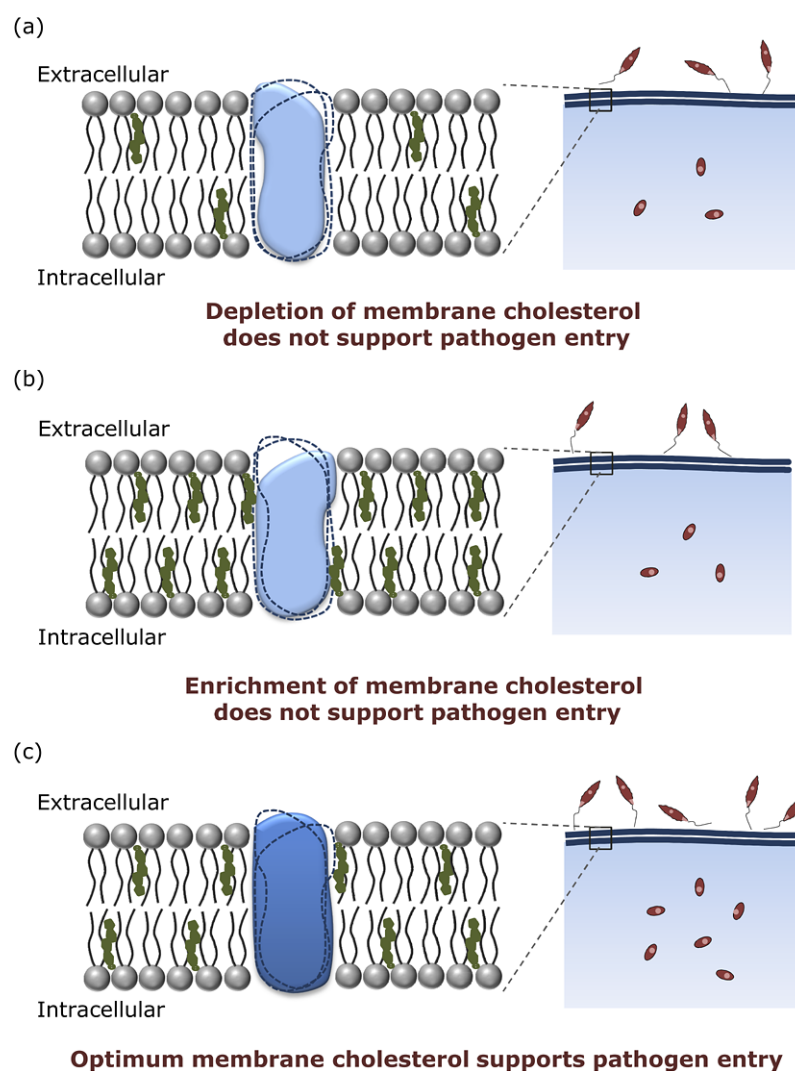 (a)
Extracellular
Intracellular
Depletion of membrane cholesterol
does not support pathogen entry
(b)
Extracellular
Intracellular
Enrichment of membrane cholesterol
does not support pathogen entry
(c)
Extracellular
Intracellular
Optimum membrane cholesterol supports pathogen entry